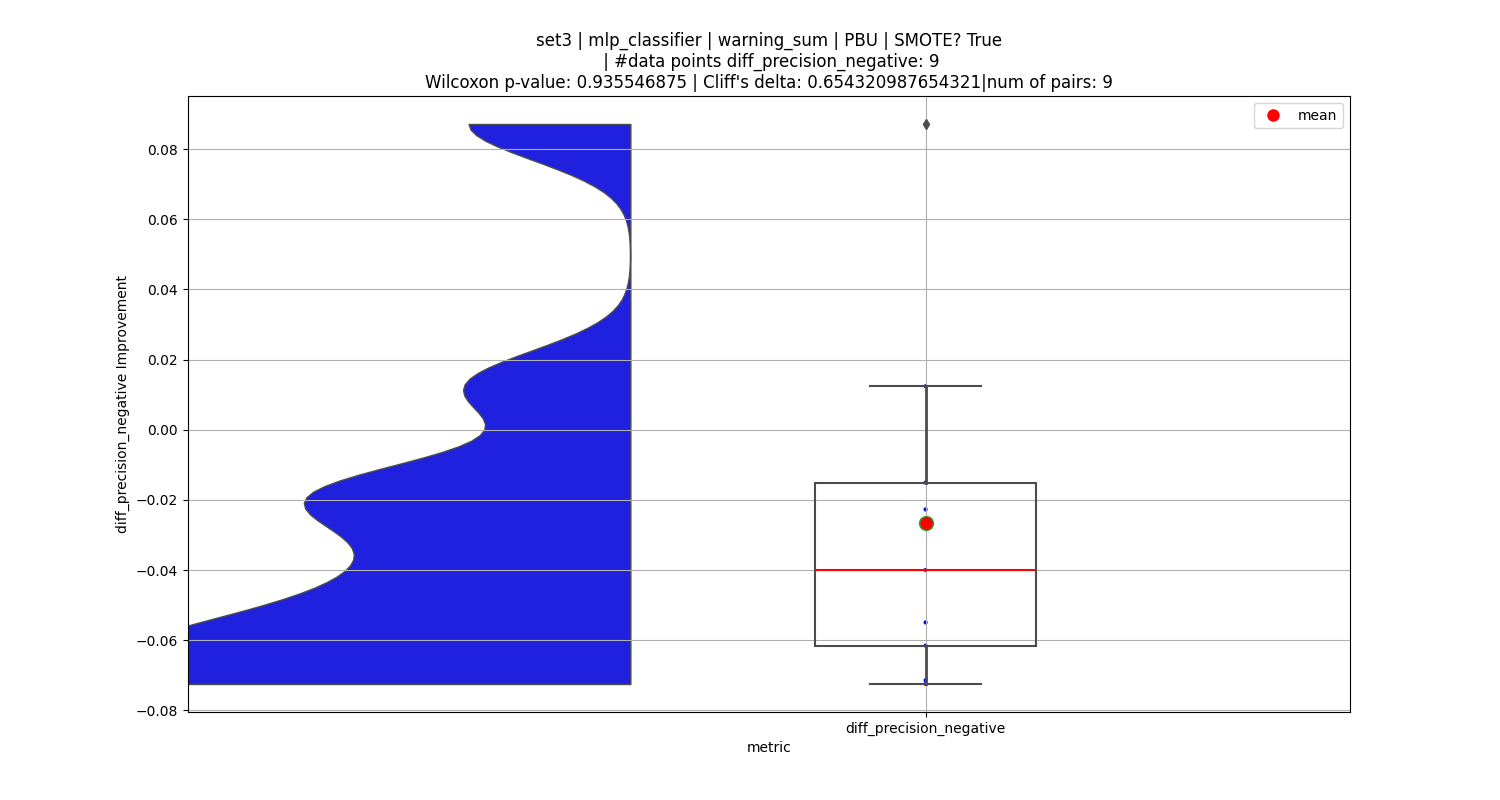 set3 | mlp_classifier | warning_sum | PBU | SMOTE? True
| #data points diff_precision_negative: 9
Wilcoxon p-value: 0.935546875 | Cliff's delta: 0.654320987654321|num of pairs: 9
mean
0.08
0.06
0.04
0.02
0.00
−0.02
−0.04
−0.06
−0.08
diff_precision_negative Improvement
diff_precision_negative
metric